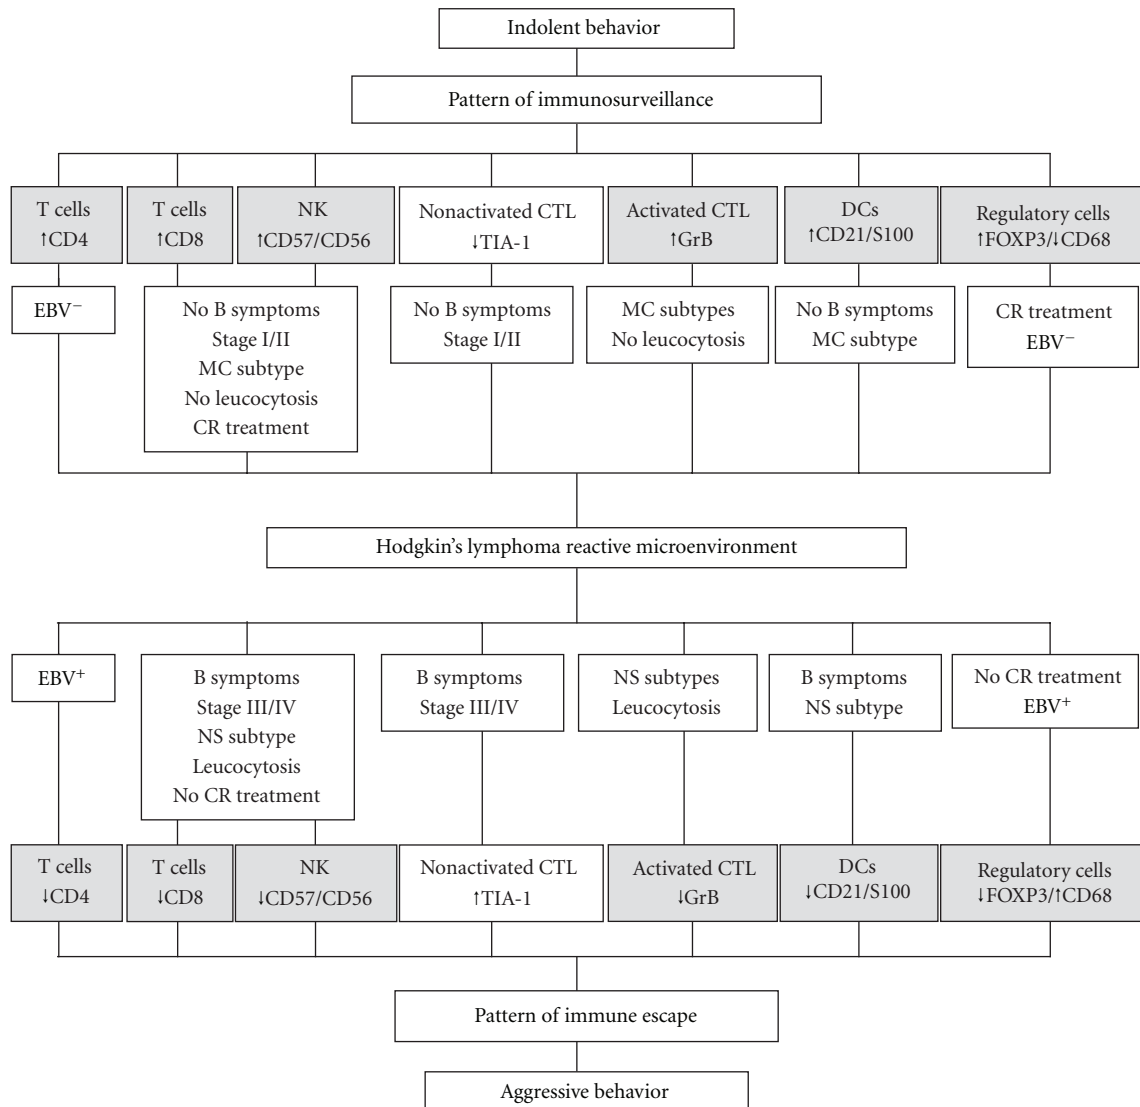 Indolent behavior
Pattern of immunosurveillance
T cells
↑CD4
T cells
↑CD8
NK
↑CD57/CD56
Nonactivated CTL
↓TIA-1
Activated CTL
↑GrB
DCs
↑CD21/S100
Regulatory cells
↑FOXP3/↓CD68
EBV⁻
No B symptoms
Stage I/II
MC subtype
No leucocytosis
CR treatment
No B symptoms
Stage I/II
MC subtypes
No leucocytosis
No B symptoms
MC subtype
CR treatment
EBV⁻
Hodgkin's lymphoma reactive microenvironment
EBV⁺
B symptoms
Stage III/IV
NS subtype
Leucocytosis
No CR treatment
B symptoms
Stage III/IV
NS subtypes
Leucocytosis
B symptoms
NS subtype
No CR treatment
EBV⁺
T cells
↓CD4
T cells
↓CD8
NK
↓CD57/CD56
Nonactivated CTL
↑TIA-1
Activated CTL
↓GrB
DCs
↓CD21/S100
Regulatory cells
↓FOXP3/↑CD68
Pattern of immune escape
Aggressive behavior